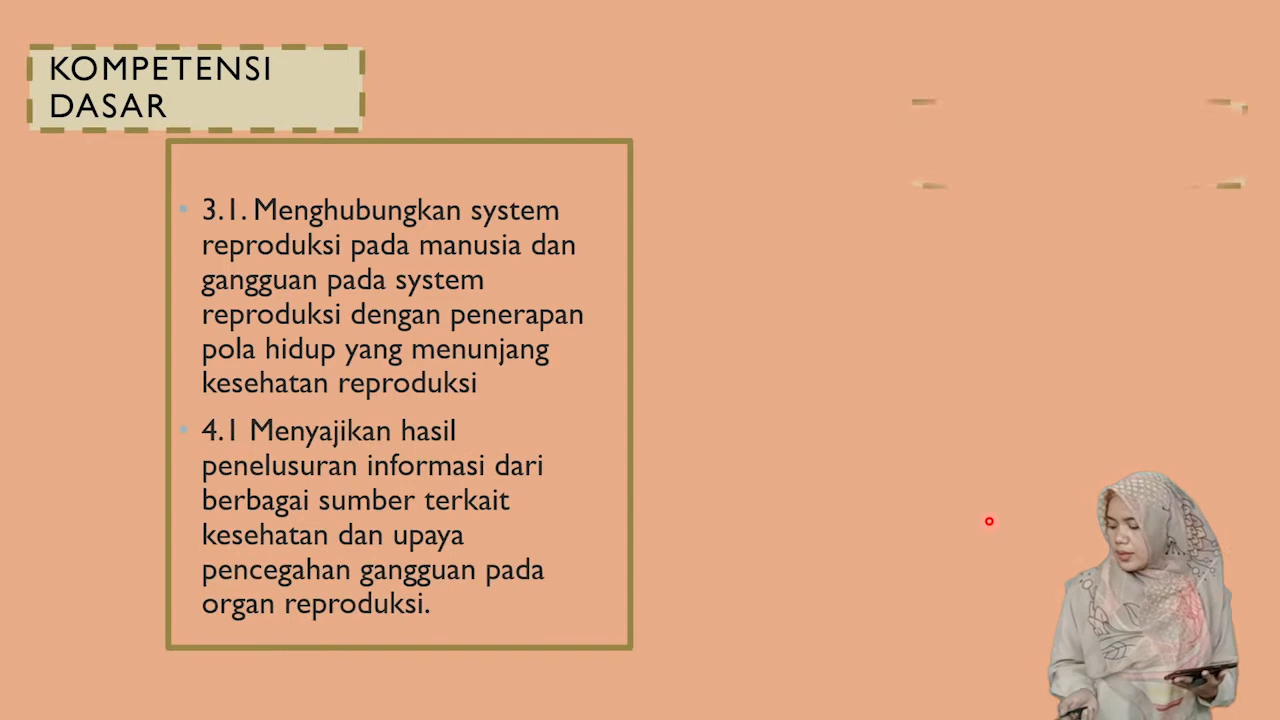 KOMPETENSI
DASAR
• 3.1. Menghubungkan system
reproduksi pada manusia dan
gangguan pada system
reproduksi dengan penerapan
pola hidup yang menunjang
kesehatan reproduksi
• 4.1 Menyajikan hasil
penelusuran informasi dari
berbagai sumber terkait
kesehatan dan upaya
pencegahan gangguan pada
organ reproduksi.